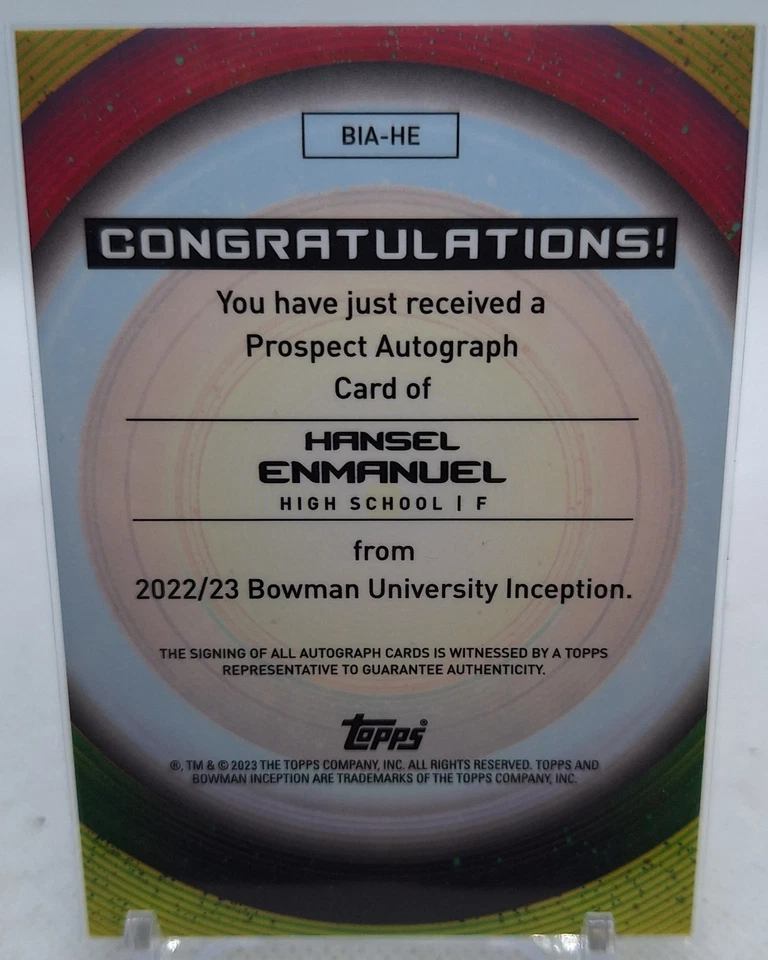 BIA-HE
CONGRATULATIONS!
You have just received a
Prospect Autograph
Card of
HANSEL
ENMANUEL
HIGH SCHOOL | F
from
2022/23 Bowman University Inception.
THE SIGNING OF ALL AUTOGRAPH CARDS IS WITNESSED BY A TOPPS
REPRESENTATIVE TO GUARANTEE AUTHENTICITY.
topps®
®, TM & © 2023 THE TOPPS COMPANY, INC. ALL RIGHTS RESERVED. TOPPS AND
BOWMAN INCEPTION ARE TRADEMARKS OF THE TOPPS COMPANY, INC.